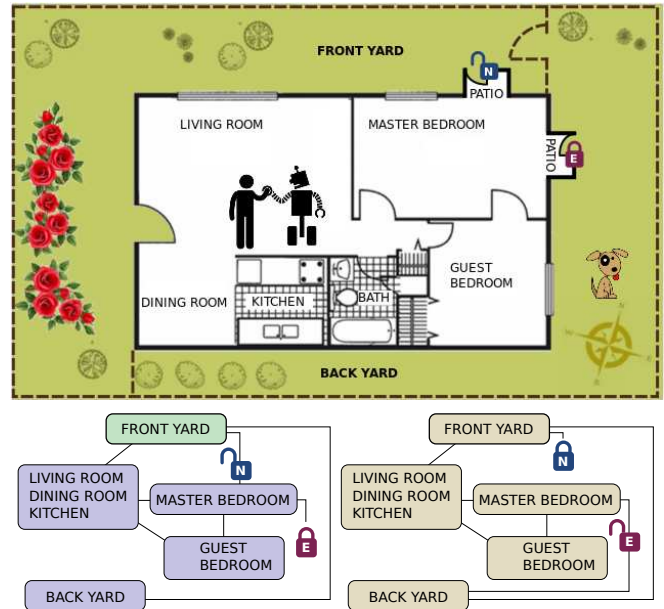 FRONT YARD
N
PATIO
LIVING ROOM
MASTER BEDROOM
PATIO
E
GUEST
BEDROOM
DINING ROOM
KITCHEN
BATH
BACK YARD
FRONT YARD
N
LIVING ROOM
DINING ROOM
KITCHEN
MASTER BEDROOM
E
GUEST
BEDROOM
BACK YARD
FRONT YARD
N
LIVING ROOM
DINING ROOM
KITCHEN
MASTER BEDROOM
E
GUEST
BEDROOM
BACK YARD